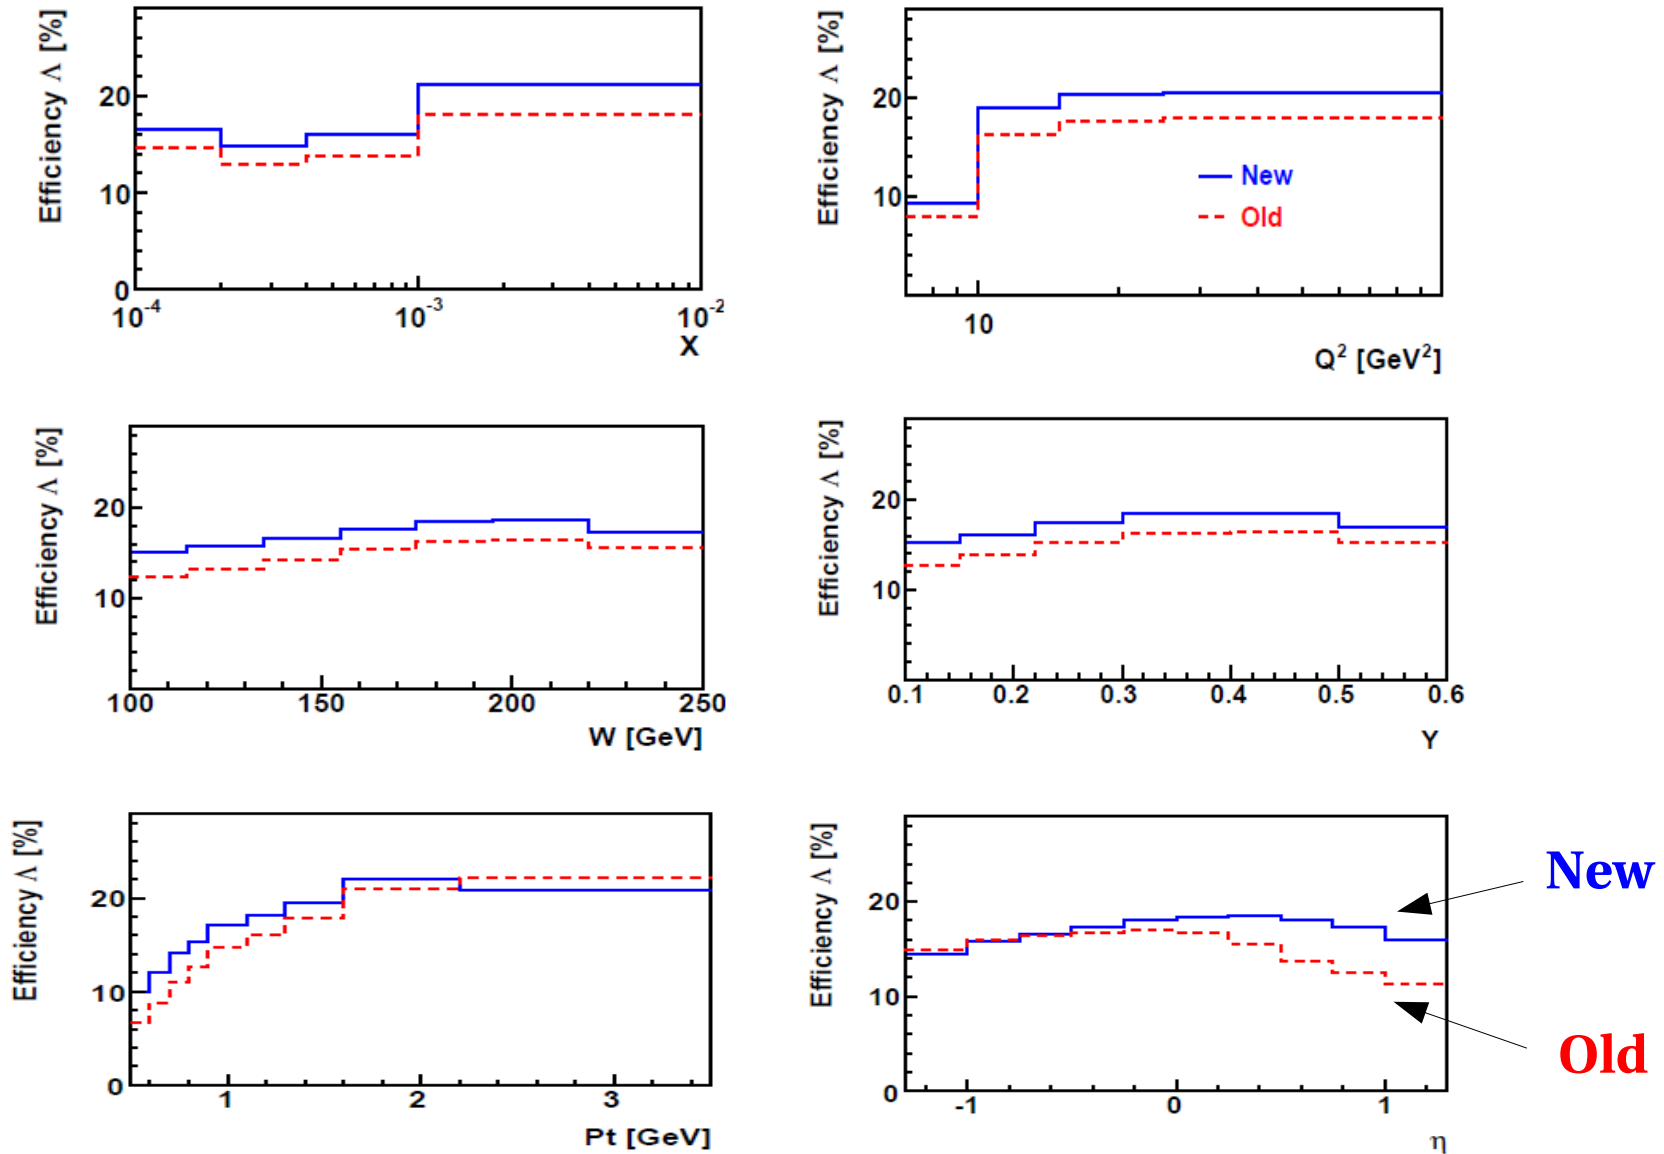 Efficiency Λ [%]
20
10
0
10⁻⁴ 10⁻³ 10⁻²
X
Efficiency Λ [%]
20
10
New
Old
10
Q² [GeV²]
Efficiency Λ [%]
20
10
100 150 200 250
W [GeV]
Efficiency Λ [%]
20
10
0.1 0.2 0.3 0.4 0.5 0.6
Y
Efficiency Λ [%]
20
10
0
1 2 3
Pt [GeV]
Efficiency Λ [%]
20
10
0
-1 0 1
η
New
Old